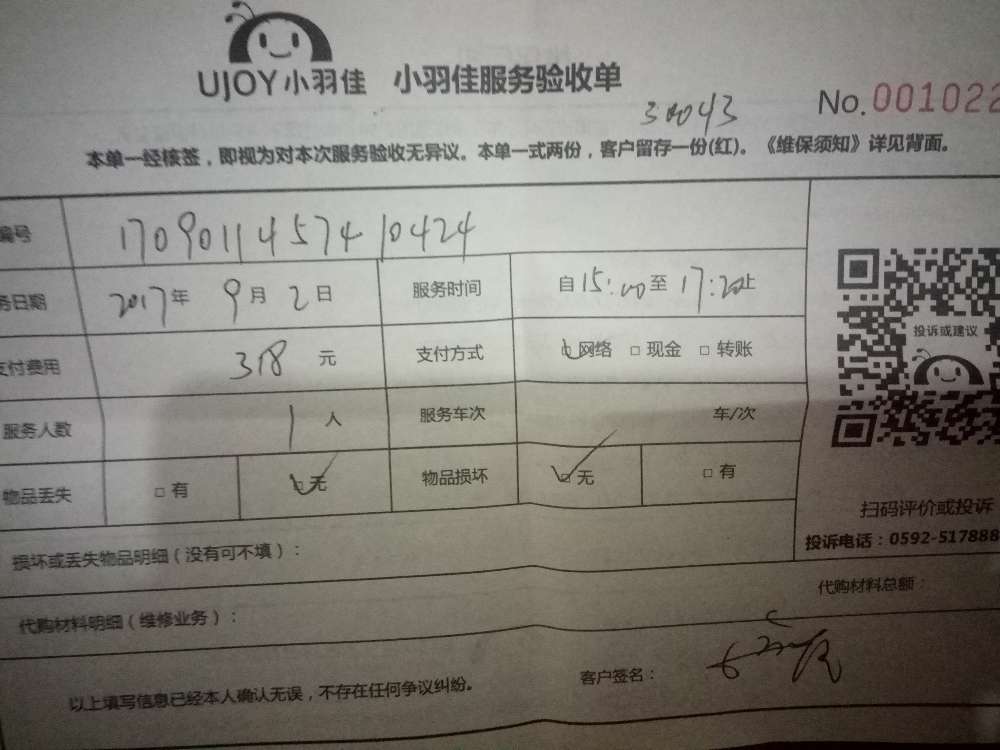 UJOY小羽佳 小羽佳服务验收单
No.001022
30043
本单一经核签，即视为对本次服务验收无异议。本单一式两份，客户留存一份(红)。《维保须知》详见背面。
编号 1709011457410424
务日期 2017年 9月 2日 服务时间 自15:00至17:20止
支付费用 318 元 支付方式 □网络 □现金 □转账
服务人数 1 人 服务车次 车/次
物品丢失 □有 □无 物品损坏 □无 □有
投诉或建议
扫码评价或投诉
投诉电话：0592-517888
损坏或丢失物品明细（没有可不填）：
代购材料明细（维修业务）： 代购材料总额：
以上填写信息已经本人确认无误，不存在任何争议纠纷。 客户签名：